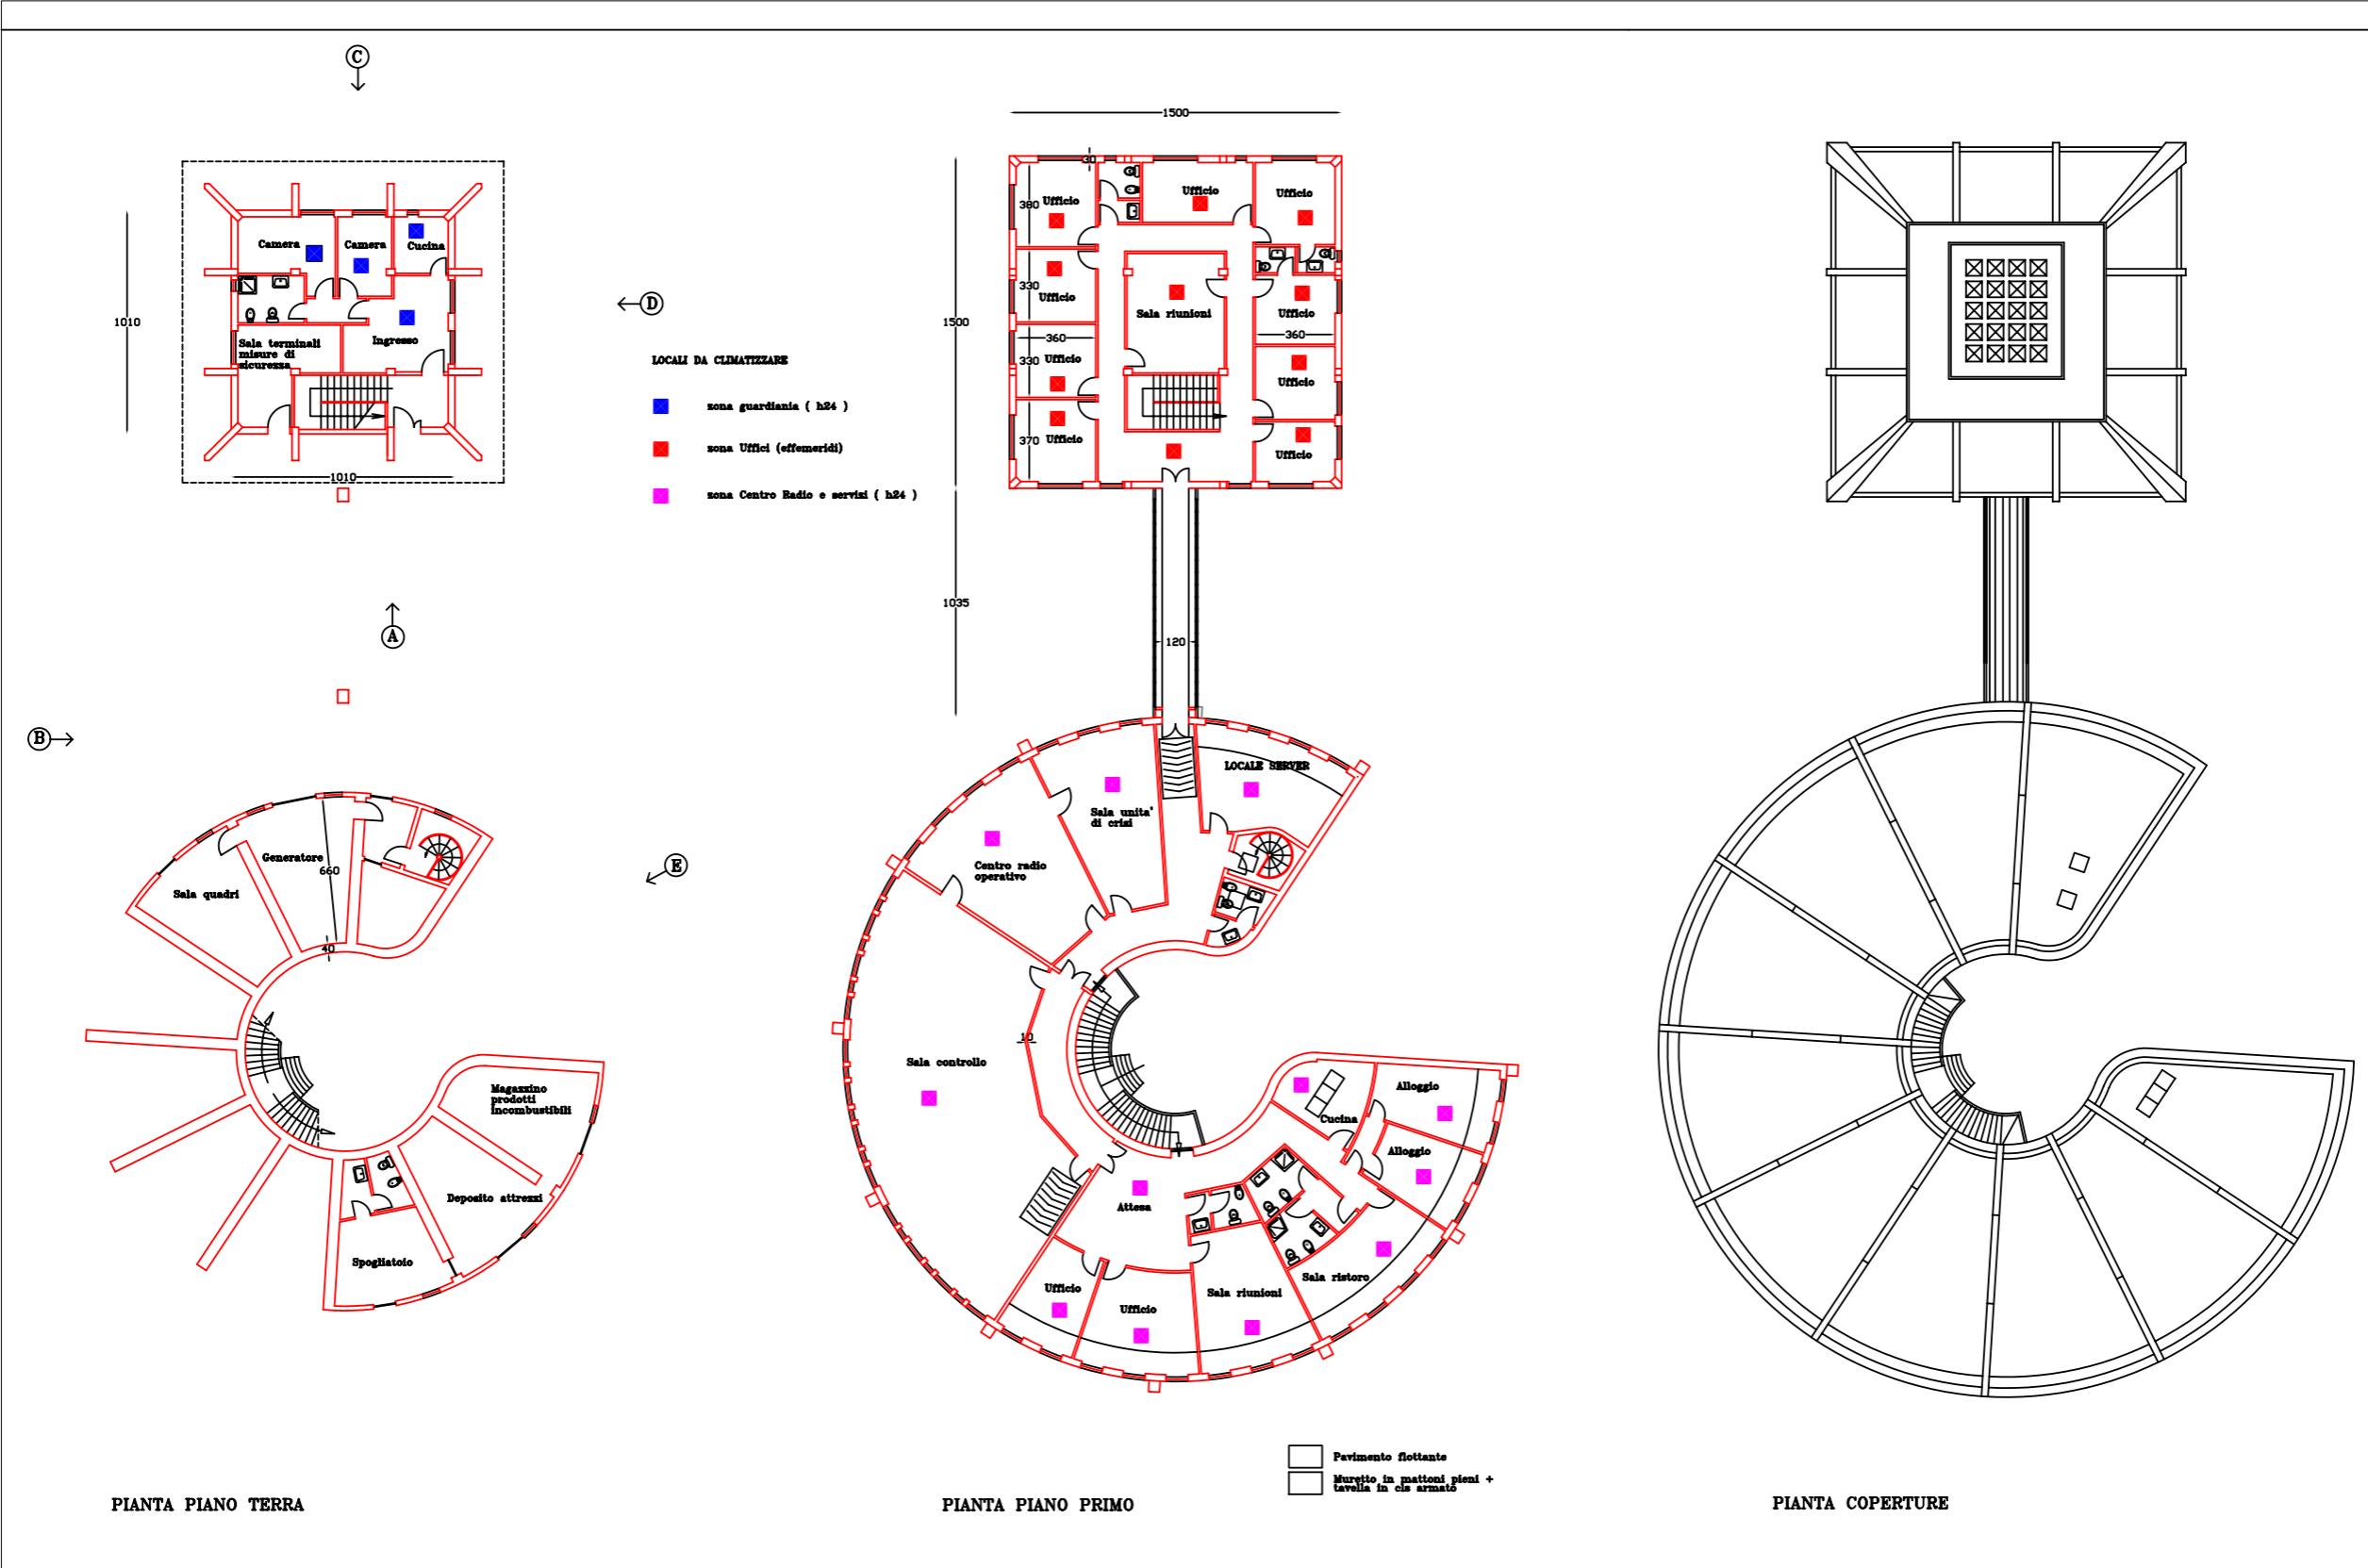 C
1010
Camera
Camera
Cucina
Sala terminali
misure di
sicurezza
Ingresso
1010
D
A
B
E
LOCALI DA CLIMATIZZARE
zona guardiania ( h24 )
zona Uffici (effemeridi)
zona Centro Radio e servizi ( h24 )
Generatore
660
Sala quadri
40
Magazzino
prodotti
incombustibili
Deposito attrezzi
Spogliatoio
PIANTA PIANO TERRA
1500
30
380
Ufficio
Ufficio
Ufficio
330
Ufficio
Sala riunioni
Ufficio
1500
360
360
330
Ufficio
Ufficio
370
Ufficio
Ufficio
1035
120
LOCALE SERVER
Sala unita'
di crisi
Centro radio
operativo
10
Sala controllo
Alloggio
Cucina
Alloggio
Attesa
Sala ristoro
Ufficio
Sala riunioni
Ufficio
Pavimento flottante
Muretto in mattoni pieni +
tavella in cls armato
PIANTA PIANO PRIMO
PIANTA COPERTURE